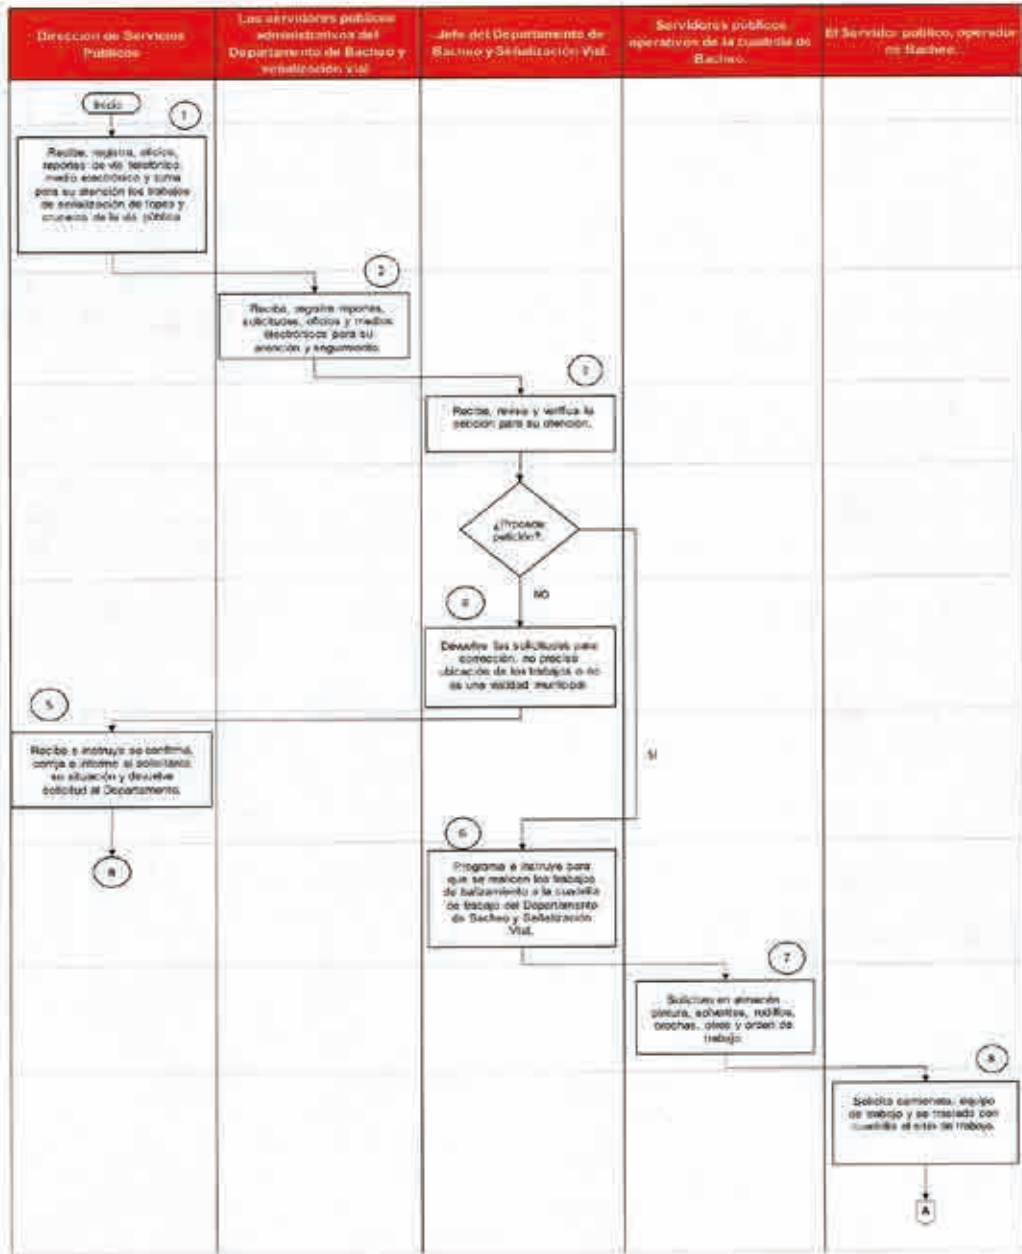 Dirección de Servicios
Públicos
Los servidores públicos
administrativos del
Departamento de Bacheo y
señalización vial
Jefe del Departamento de
Bacheo y Señalización Vial.
Servidores públicos
operativos de la cuadrilla de
Bacheo.
El Servidor público, operador
de Bacheo.
Inicio
1
Recibe, registra, oficios,
reportes de vía telefónica,
medio electrónico y turna
para su atención los trabajos
de señalización de topes y
cruceros de la vía pública
2
Recibe, registra reportes,
solicitudes, oficios y medios
electrónicos para su
atención y seguimiento.
Recibe, revisa y verifica la
petición para su atención.
¿Procede
petición?
NO
Devuelve las solicitudes para
corrección, no precisa
ubicación de los trabajos o no
es una vialidad municipal
5
Recibe e instruye se confirma,
corrija e informe al solicitante
su situación y devuelve
solicitud al Departamento.
SI
6
Programa e instruye para
que se realicen los trabajos
de balizamiento a la cuadrilla
de trabajo del Departamento
de Bacheo y Señalización
Vial.
7
Solicitan en almacén
pintura, solventes, rodillos,
brochas, otros y orden de
trabajo.
8
Solicita camioneta, equipo
de trabajo y se traslada con
cuadrilla al sitio de trabajo.
A